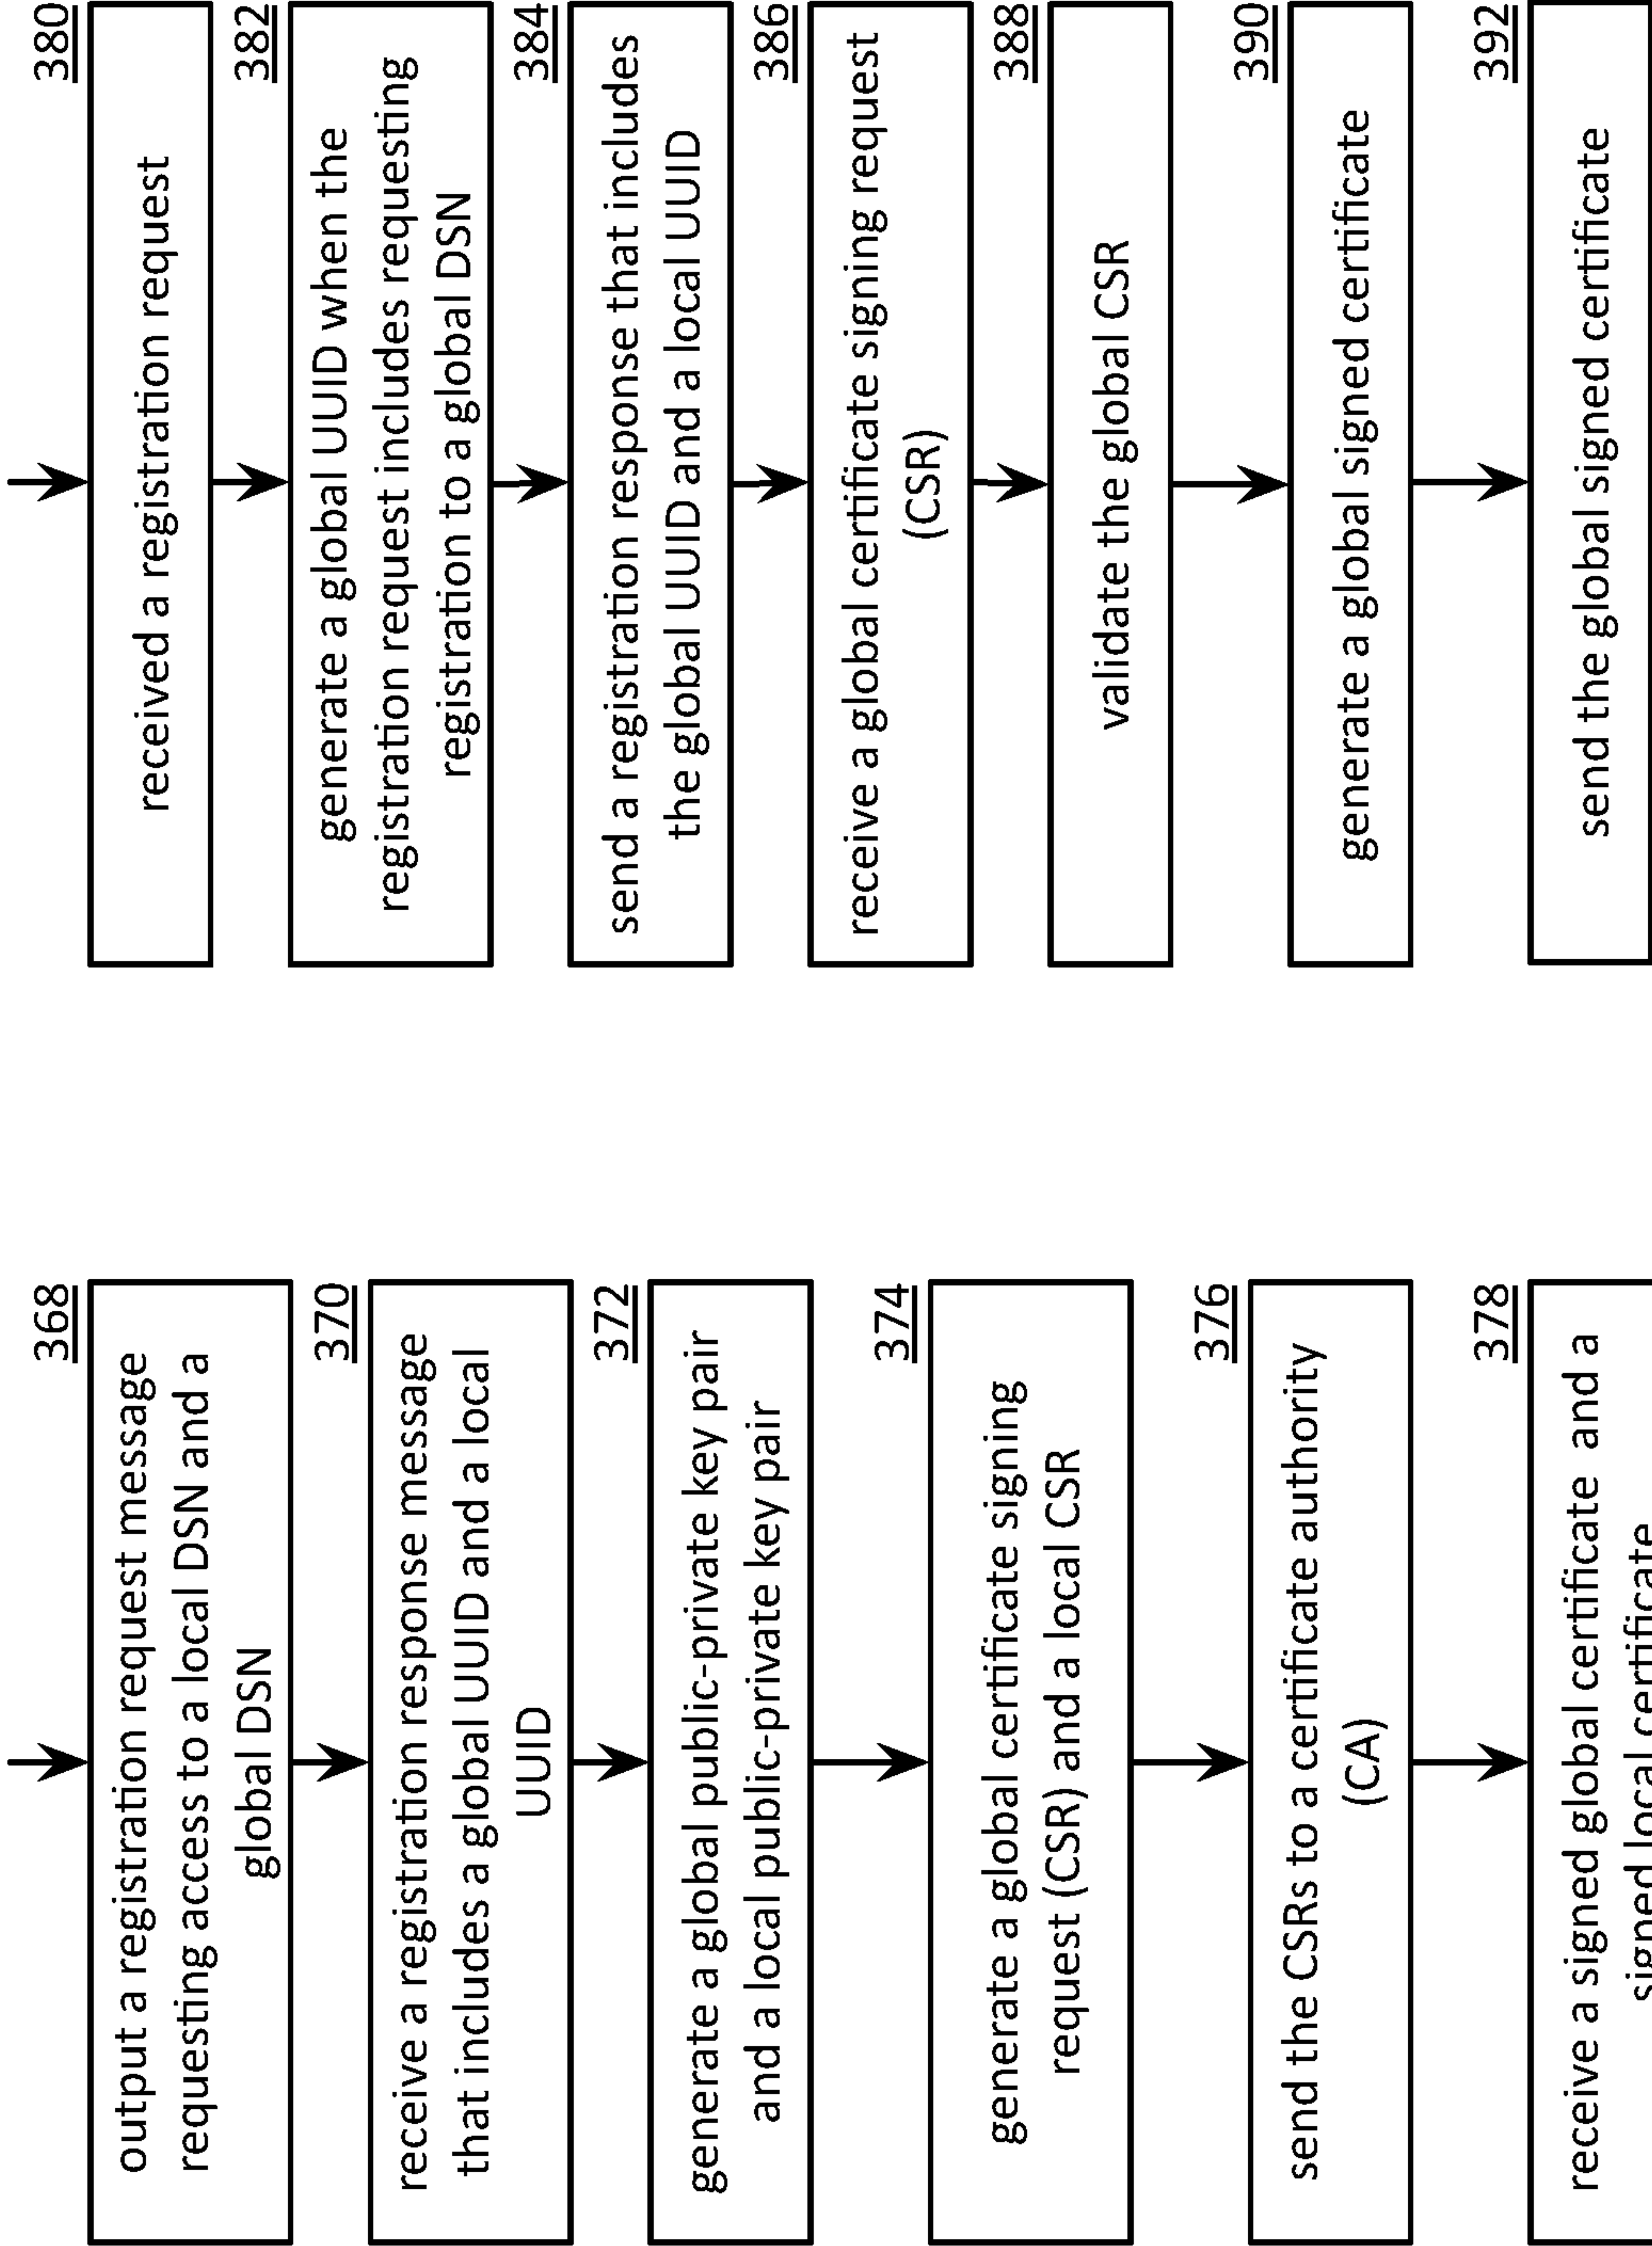 368
output a registration request message
requesting access to a local DSN and a
global DSN
370
receive a registration response message
that includes a global UUID and a local
UUID
372
generate a global public-private key pair
and a local public-private key pair
374
generate a global certificate signing
request (CSR) and a local CSR
376
send the CSRs to a certificate authority
(CA)
378
receive a signed global certificate and a
signed local certificate
380
received a registration request
382
generate a global UUID when the
registration request includes requesting
registration to a global DSN
384
send a registration response that includes
the global UUID and a local UUID
386
receive a global certificate signing request
(CSR)
388
validate the global CSR
390
generate a global signed certificate
392
send the global signed certificate